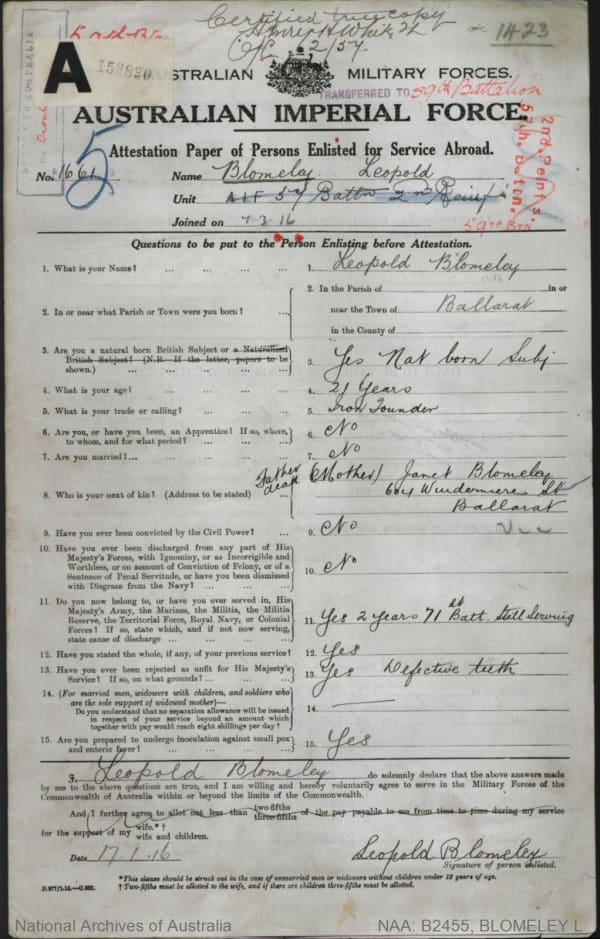 Certified true copy
1423
A
153830
AUSTRALIAN MILITARY FORCES.
TRANSFERRED TO 59th Battalion
AUSTRALIAN IMPERIAL FORCE.
Attestation Paper of Persons Enlisted for Service Abroad.
No. 1661 Name Blomeley Leopold
5
Unit AIF 57 Battn 2nd Reinf
2nd Reinfts.
57th. Battn.
59th Btn
Joined on 7.3.16
Questions to be put to the Person Enlisting before Attestation.
1. What is your Name? ... ... ... ... 1. Leopold Blomeley
2. In or near what Parish or Town were you born? ... 2. In the Parish of in or
near the Town of Ballarat
in the County of
3. Are you a natural born British Subject or a Naturalized
British Subject? (N.B. If the latter, papers to be
shown.) ... ... ... ... 3. Yes Nat born Subj
4. What is your age? ... ... ... ... 4. 21 Years
5. What is your trade or calling? ... ... ... 5. Iron Founder
6. Are you, or have you been, an Apprentice? If so, where,
to whom, and for what period? ... ... ... 6. No
7. Are you married? ... ... ... ... 7. No
8. Who is your next of kin? (Address to be stated) ... Father dead (Mother) Janet Blomeley
604 Windermere St
Ballarat
Vic
9. Have you ever been convicted by the Civil Power? ... 9. No
10. Have you ever been discharged from any part of His
Majesty's Forces, with Ignominy, or as Incorrigible and
Worthless, or on account of Conviction of Felony, or of a
Sentence of Penal Servitude, or have you been dismissed
with Disgrace from the Navy? ... ... ... 10. No
11. Do you now belong to, or have you ever served in, His
Majesty's Army, the Marines, the Militia, the Militia
Reserve, the Territorial Force, Royal Navy, or Colonial
Forces? If so, state which, and if not now serving,
state cause of discharge ... ... ... 11. Yes 2 Years 71st Batt. Still Serving
12. Have you stated the whole, if any, of your previous service? 12. Yes
13. Have you ever been rejected as unfit for His Majesty's
Service? If so, on what grounds? ... ... ... 13. Yes Defective teeth
14. (For married men, widowers with children, and soldiers who
are the sole support of widowed mother)—
Do you understand that no separation allowance will be issued
in respect of your service beyond an amount which
together with pay would reach eight shillings per day? 14.
15. Are you prepared to undergo inoculation against small pox
and enteric fever? ... ... ... ... 15. Yes
I, Leopold Blomeley do solemnly declare that the above answers made
by me to the above questions are true, and I am willing and hereby voluntarily agree to serve in the Military Forces of the
Commonwealth of Australia within or beyond the limits of the Commonwealth.
And I further agree to allot not less than two-fifths three-fifths of the pay payable to me from time to time during my service
for the support of my wife.*† wife and children.
Date 17.1.16 Leopold Blomeley
Signature of person enlisted.
*This clause should be struck out in the case of unmarried men or widowers without children under 18 years of age.
† Two-fifths must be allotted to the wife, and if there are children three-fifths must be allotted.
National Archives of Australia NAA: B2455, BLOMELEY L